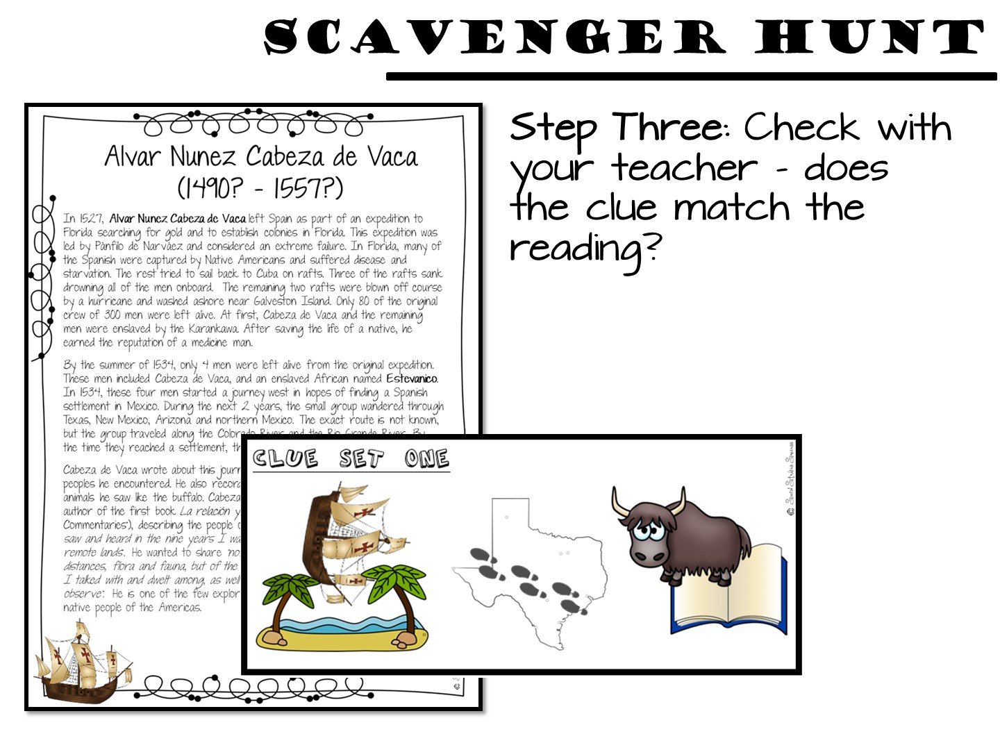 SCAVENGER HUNT
Step Three: Check with
your teacher - does
the clue match the
reading?
Alvar Nunez Cabeza de Vaca
(1490? - 1557?)
In 1527, Alvar Nunez Cabeza de Vaca left Spain as part of an expedition to
Florida searching for gold and to establish colonies in Florida. This expedition was
led by Pánfilo de Narváez and considered an extreme failure. In Florida, many of
the Spanish were captured by Native Americans and suffered disease and
starvation. The rest tried to sail back to Cuba on rafts. Three of the rafts sank
drowning all of the men onboard. The remaining two rafts were blown off course
by a hurricane and washed ashore near Galveston Island. Only 80 of the original
crew of 300 men were left alive. At first, Cabeza de Vaca and the remaining
men were enslaved by the Karankawa. After saving the life of a native, he
earned the reputation of a medicine man.
By the summer of 1534, only 4 men were left alive from the original expedition.
These men included Cabeza de Vaca, and an enslaved African named Estevanico.
In 1534, these four men started a journey west in hopes of finding a Spanish
settlement in Mexico. During the next 2 years, the small group wandered through
Texas, New Mexico, Arizona and northern Mexico. The exact route is not known,
but the group traveled along the Colorado River and the Rio Grande River. By
the time they reached a settlement, th
Cabeza de Vaca wrote about this journ
peoples he encountered. He also recor
animals he saw like the buffalo. Cabeza
author of the first book La relación y
Commentaries"), describing the people
saw and heard in the nine years I wa
remote lands". He wanted to share "no
distances, flora and fauna, but of the
I talked with and dwelt among, as well
observe". He is one of the few explor
native people of the Americas.
CLUE SET ONE